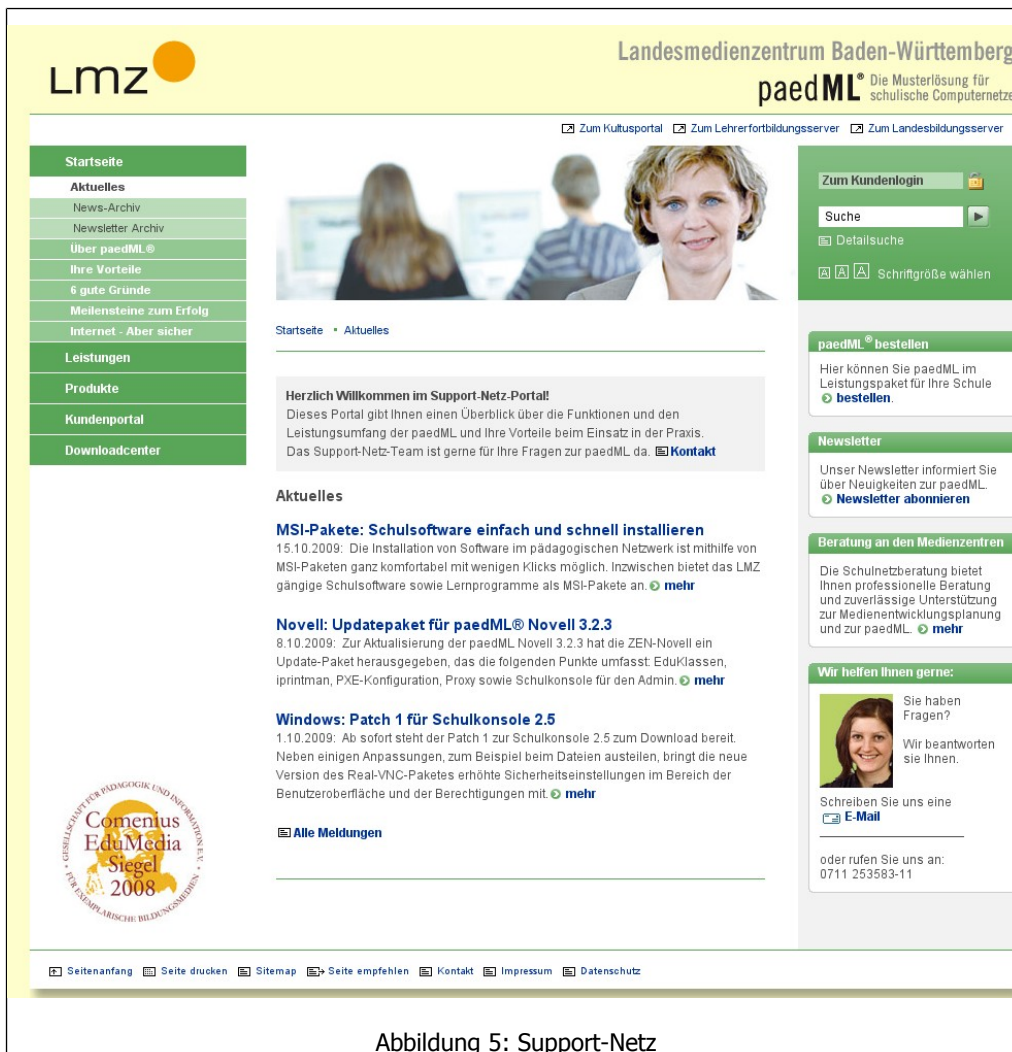 Lmz
Landesmedienzentrum Baden-Württemberg
paedML® Die Musterlösung für
schulische Computernetze
Zum Kultusportal Zum Lehrerfortbildungsserver Zum Landesbildungsserver
Startseite
Aktuelles
News-Archiv
Newsletter Archiv
Über paedML®
Ihre Vorteile
6 gute Gründe
Meilensteine zum Erfolg
Internet - Aber sicher
Leistungen
Produkte
Kundenportal
Downloadcenter
Zum Kundenlogin
Suche
Detailsuche
A A A Schriftgröße wählen
Startseite • Aktuelles
Herzlich Willkommen im Support-Netz-Portal!
Dieses Portal gibt Ihnen einen Überblick über die Funktionen und den
Leistungsumfang der paedML und Ihre Vorteile beim Einsatz in der Praxis.
Das Support-Netz-Team ist gerne für Ihre Fragen zur paedML da. Kontakt
Aktuelles
MSI-Pakete: Schulsoftware einfach und schnell installieren
15.10.2009: Die Installation von Software im pädagogischen Netzwerk ist mithilfe von
MSI-Paketen ganz komfortabel mit wenigen Klicks möglich. Inzwischen bietet das LMZ
gängige Schulsoftware sowie Lernprogramme als MSI-Pakete an. mehr
Novell: Updatepaket für paedML® Novell 3.2.3
8.10.2009: Zur Aktualisierung der paedML Novell 3.2.3 hat die ZEN-Novell ein
Update-Paket herausgegeben, das die folgenden Punkte umfasst: EduKlassen,
iprintman, PXE-Konfiguration, Proxy sowie Schulkonsole für den Admin. mehr
Windows: Patch 1 für Schulkonsole 2.5
1.10.2009: Ab sofort steht der Patch 1 zur Schulkonsole 2.5 zum Download bereit.
Neben einigen Anpassungen, zum Beispiel beim Dateien austeilen, bringt die neue
Version des Real-VNC-Paketes erhöhte Sicherheitseinstellungen im Bereich der
Benutzeroberfläche und der Berechtigungen mit. mehr
Alle Meldungen
paedML® bestellen
Hier können Sie paedML im
Leistungspaket für Ihre Schule
bestellen.
Newsletter
Unser Newsletter informiert Sie
über Neuigkeiten zur paedML.
Newsletter abonnieren
Beratung an den Medienzentren
Die Schulnetzberatung bietet
Ihnen professionelle Beratung
und zuverlässige Unterstützung
zur Medienentwicklungsplanung
und zur paedML. mehr
Wir helfen Ihnen gerne:
Sie haben
Fragen?
Wir beantworten
sie Ihnen.
Schreiben Sie uns eine
E-Mail
oder rufen Sie uns an:
0711 253583-11
GESELLSCHAFT FÜR PÄDAGOGIK UND INFORMATION E.V.
Comenius
EduMedia
Siegel
2008
FÜR EXEMPLARISCHE BILDUNGSMEDIEN
Seitenanfang Seite drucken Sitemap Seite empfehlen Kontakt Impressum Datenschutz
Abbildung 5: Support-Netz